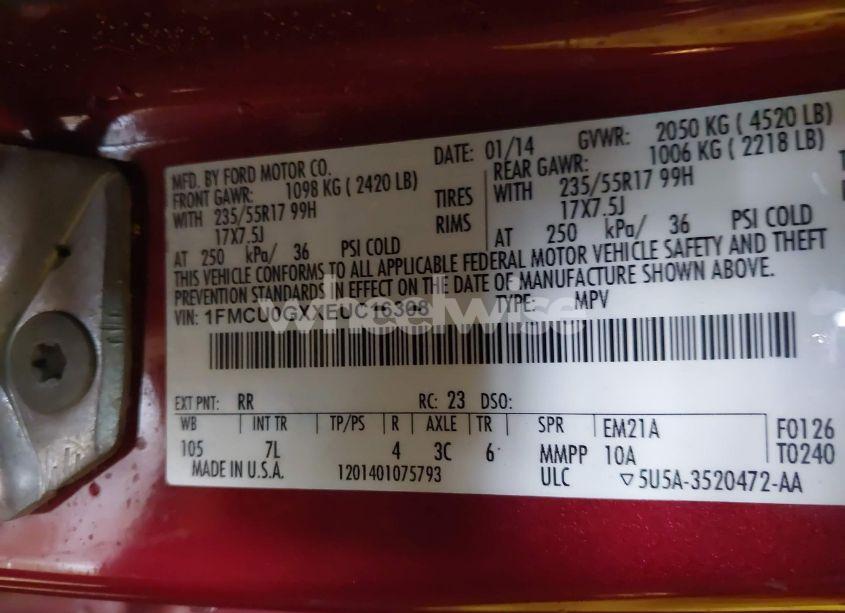 MFD. BY FORD MOTOR CO.
DATE: 01/14 GVWR: 2050 KG ( 4520 LB)
FRONT GAWR: 1098 KG ( 2420 LB)
REAR GAWR: 1006 KG ( 2218 LB)
WITH 235/55R17 99H TIRES WITH 235/55R17 99H
17X7.5J RIMS 17X7.5J
AT 250 kPa/ 36 PSI COLD AT 250 kPa/ 36 PSI COLD
THIS VEHICLE CONFORMS TO ALL APPLICABLE FEDERAL MOTOR VEHICLE SAFETY AND THEFT
PREVENTION STANDARDS IN EFFECT ON THE DATE OF MANUFACTURE SHOWN ABOVE.
VIN: 1FMCU0GXXEUC16308 TYPE: MPV
wheelwise
EXT PNT: RR RC: 23 DSO:
WB INT TR TP/PS R AXLE TR SPR EM21A F0126
105 7L 4 3C 6 MMPP 10A T0240
MADE IN U.S.A. 1201401075793 ULC ▽5U5A-3520472-AA